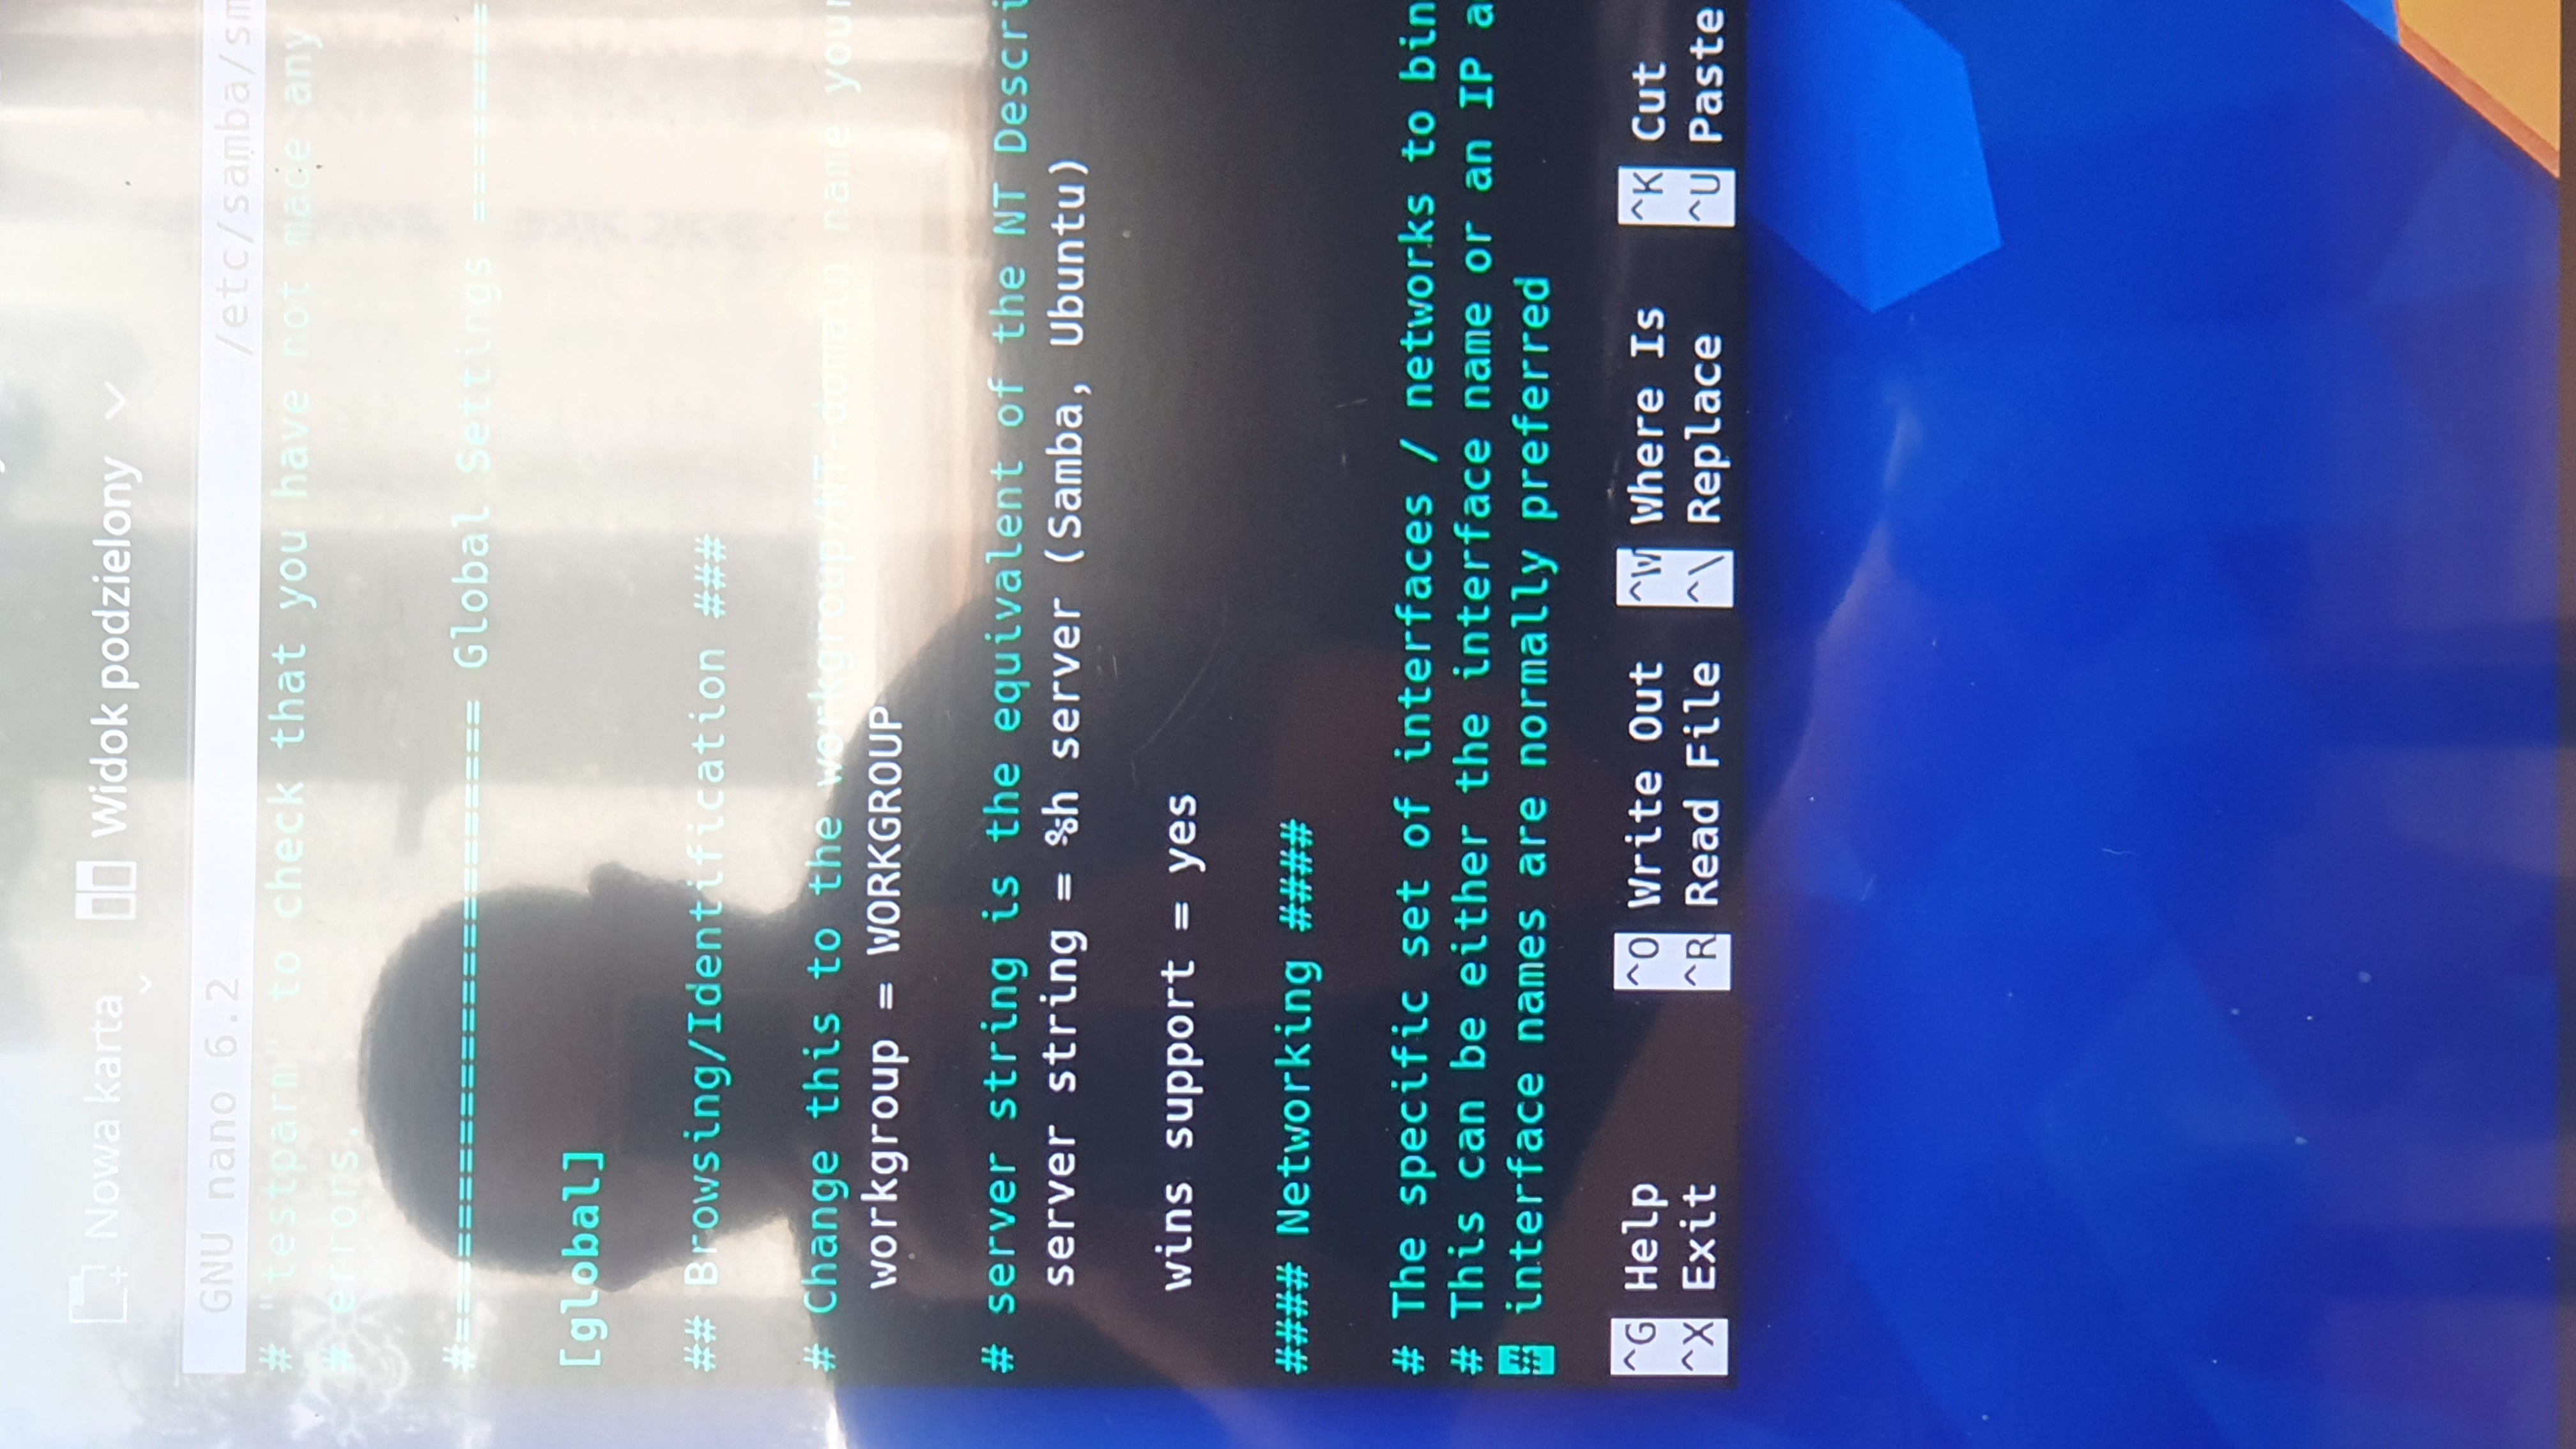 Nowa karta
Widok podzielony
GNU nano 6.2 /etc/samba/sm
# "testparm" to check that you have not made any
# errors.
#======================= Global Settings ========
[global]
## Browsing/Identification ###
# Change this to the workgroup/NT-domain name your
workgroup = WORKGROUP
# server string is the equivalent of the NT Descri
server string = %h server (Samba, Ubuntu)
wins support = yes
#### Networking ####
# The specific set of interfaces / networks to bin
# This can be either the interface name or an IP a
# interface names are normally preferred
^G Help ^O Write Out ^W Where Is ^K Cut
^X Exit ^R Read File ^\ Replace ^U Paste